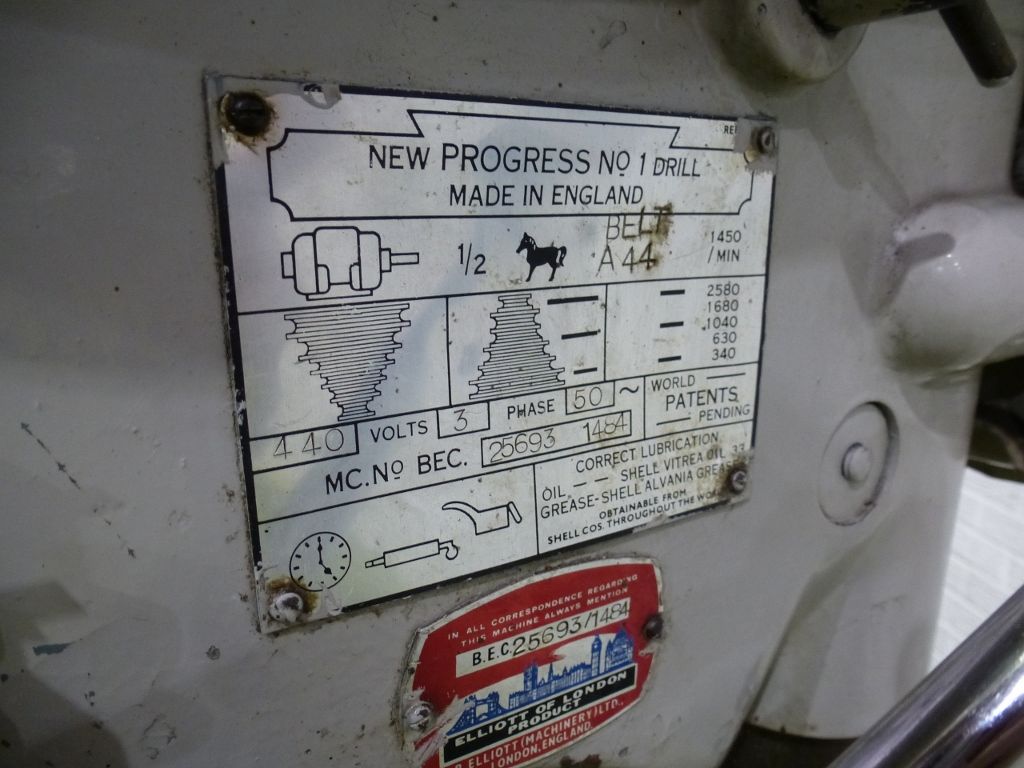 NEW PROGRESS Nº 1 DRILL
MADE IN ENGLAND
1/2
BELT
A 44
1450
/ MIN
2580
1680
1040
630
340
440 VOLTS 3 PHASE 50 ~
WORLD
PATENTS
PENDING
MC. Nº BEC. 25693 1484
CORRECT LUBRICATION
OIL — — SHELL VITREA OIL 33
GREASE-SHELL ALVANIA GREASE
OBTAINABLE FROM
SHELL COS. THROUGHOUT THE WORLD
IN ALL CORRESPONDENCE REGARDING
THIS MACHINE ALWAYS MENTION
B.E.C. 25693/1484
ELLIOTT OF LONDON
PRODUCT
ELLIOTT (MACHINERY) LTD.,
LONDON, ENGLAND.